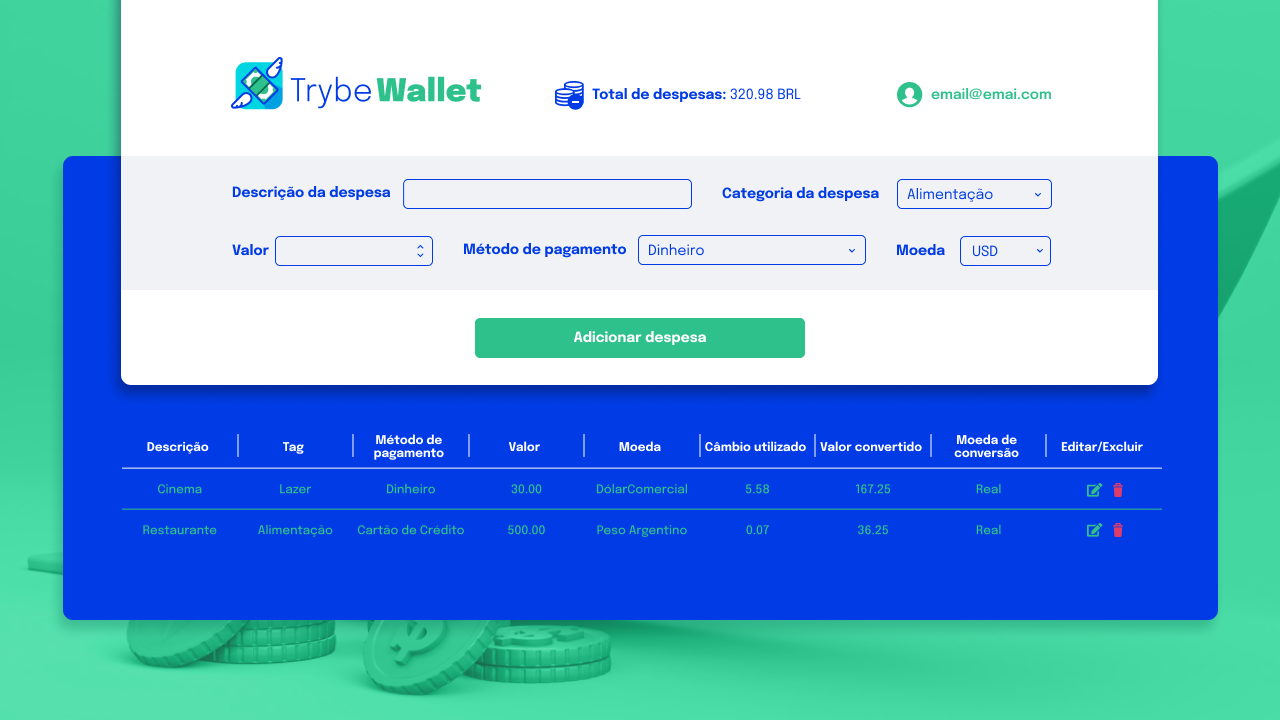 Trybe Wallet
Total de despesas: 320.98 BRL
email@emai.com
Descrição da despesa
Categoria da despesa Alimentação
Valor
Método de pagamento Dinheiro
Moeda USD
Adicionar despesa
Descrição Tag Método de pagamento Valor Moeda Câmbio utilizado Valor convertido Moeda de conversão Editar/Excluir
Cinema Lazer Dinheiro 30.00 DólarComercial 5.58 167.25 Real
Restaurante Alimentação Cartão de Crédito 500.00 Peso Argentino 0.07 36.25 Real